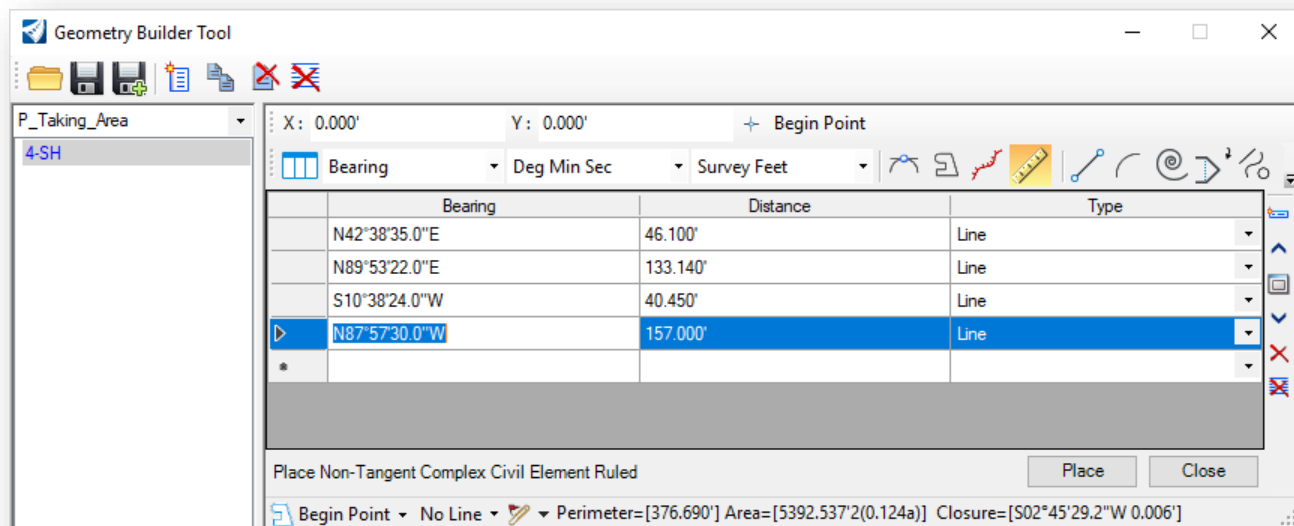 Geometry Builder Tool
P_Taking_Area
4-SH
X: 0.000' Y: 0.000' Begin Point
Bearing Deg Min Sec Survey Feet
Bearing Distance Type
N42°38'35.0"E 46.100' Line
N89°53'22.0"E 133.140' Line
S10°38'24.0"W 40.450' Line
N87°57'30.0"W 157.000' Line
Place Non-Tangent Complex Civil Element Ruled Place Close
Begin Point No Line Perimeter=[376.690'] Area=[5392.537'2(0.124a)] Closure=[S02°45'29.2"W 0.006']